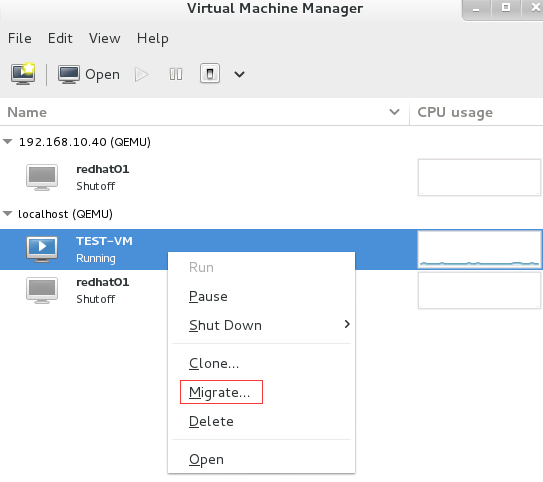 Virtual Machine Manager
File Edit View Help
Open
Name CPU usage
192.168.10.40 (QEMU)
redhat01
Shutoff
localhost (QEMU)
TEST-VM
Running
redhat01
Shutoff
Run
Pause
Shut Down
Clone...
Migrate...
Delete
Open